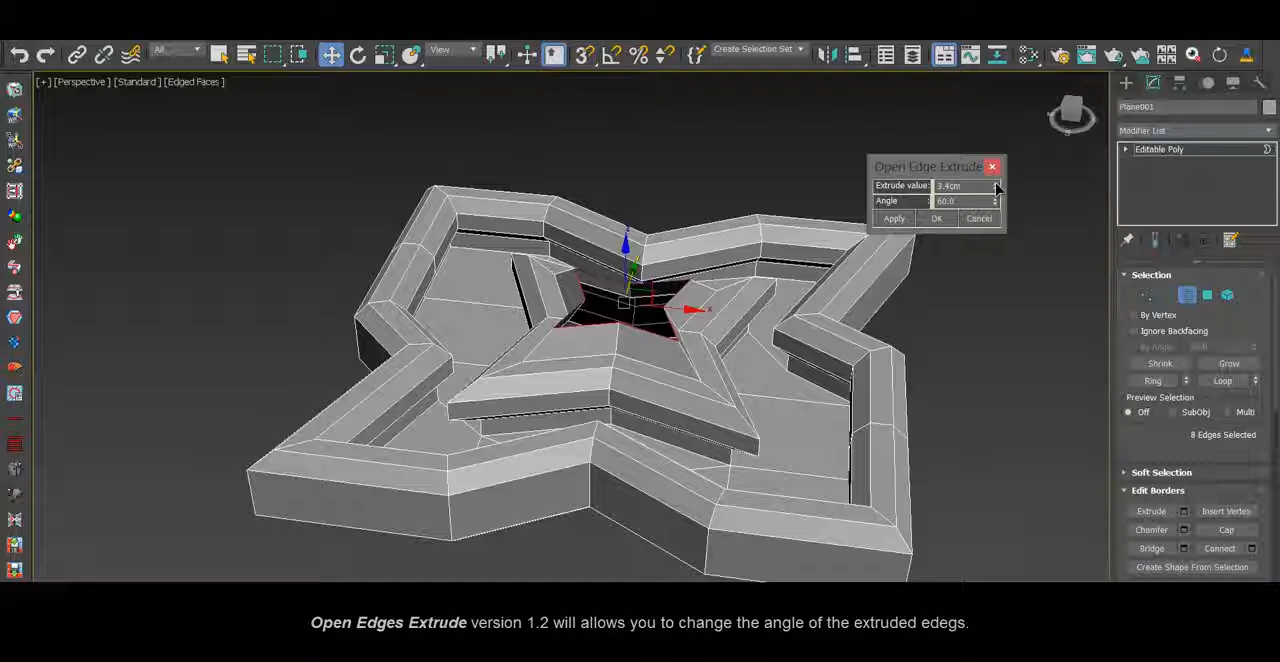 All
View
Create Selection Set
[+] [Perspective ] [Standard ] [Edged Faces ]
Plane001
Modifier List
Editable Poly
Open Edge Extrude
Extrude value: 3.4cm
Angle : 60.0
Apply OK Cancel
x
Selection
By Vertex
Ignore Backfacing
Shrink Grow
Ring Loop
Preview Selection
Off SubObj Multi
8 Edges Selected
Soft Selection
Edit Borders
Extrude Insert Vertex
Chamfer Cap
Bridge Connect
Create Shape From Selection
Open Edges Extrude version 1.2 will allows you to change the angle of the extruded edegs.